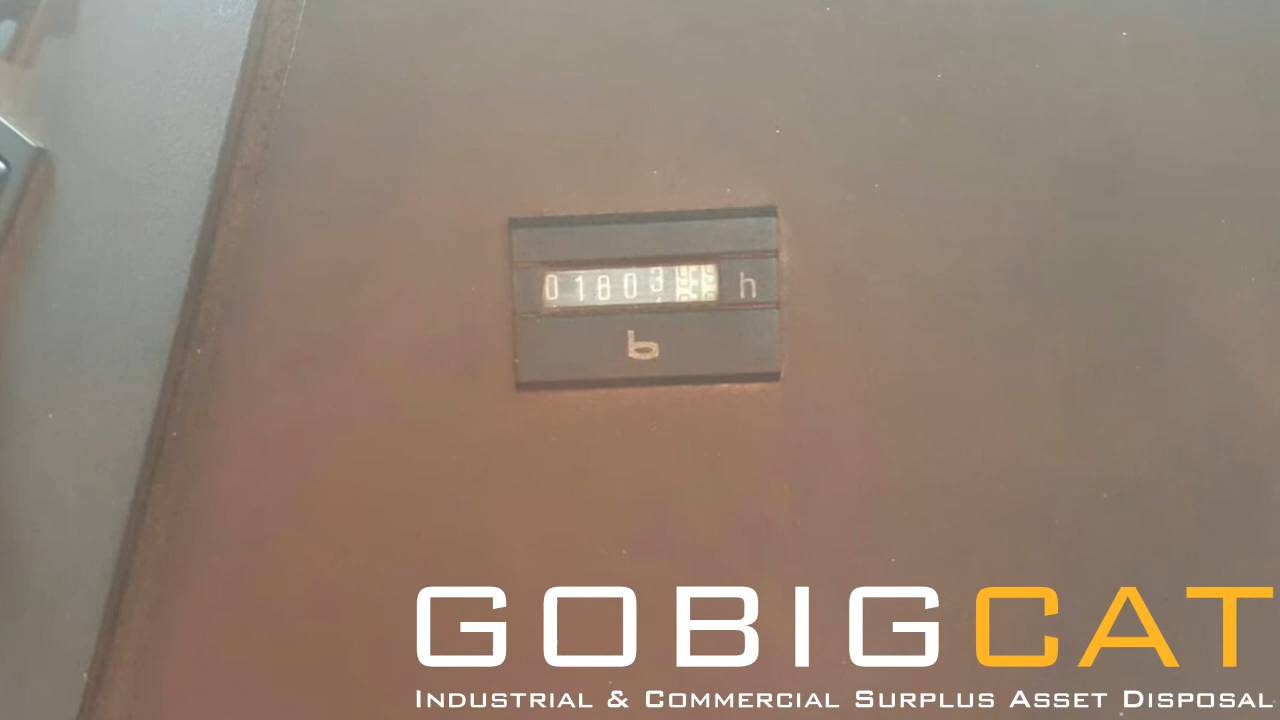 01803 h
b
GOBIGCAT
INDUSTRIAL & COMMERCIAL SURPLUS ASSET DISPOSAL